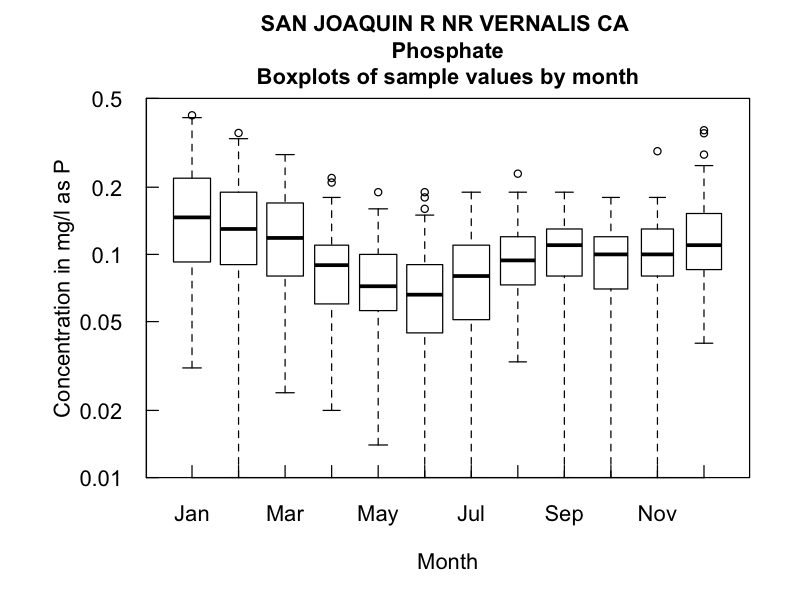 SAN JOAQUIN R NR VERNALIS CA
Phosphate
Boxplots of sample values by month
Concentration in mg/l as P
0.5
0.2
0.1
0.05
0.02
0.01
Jan Mar May Jul Sep Nov
Month